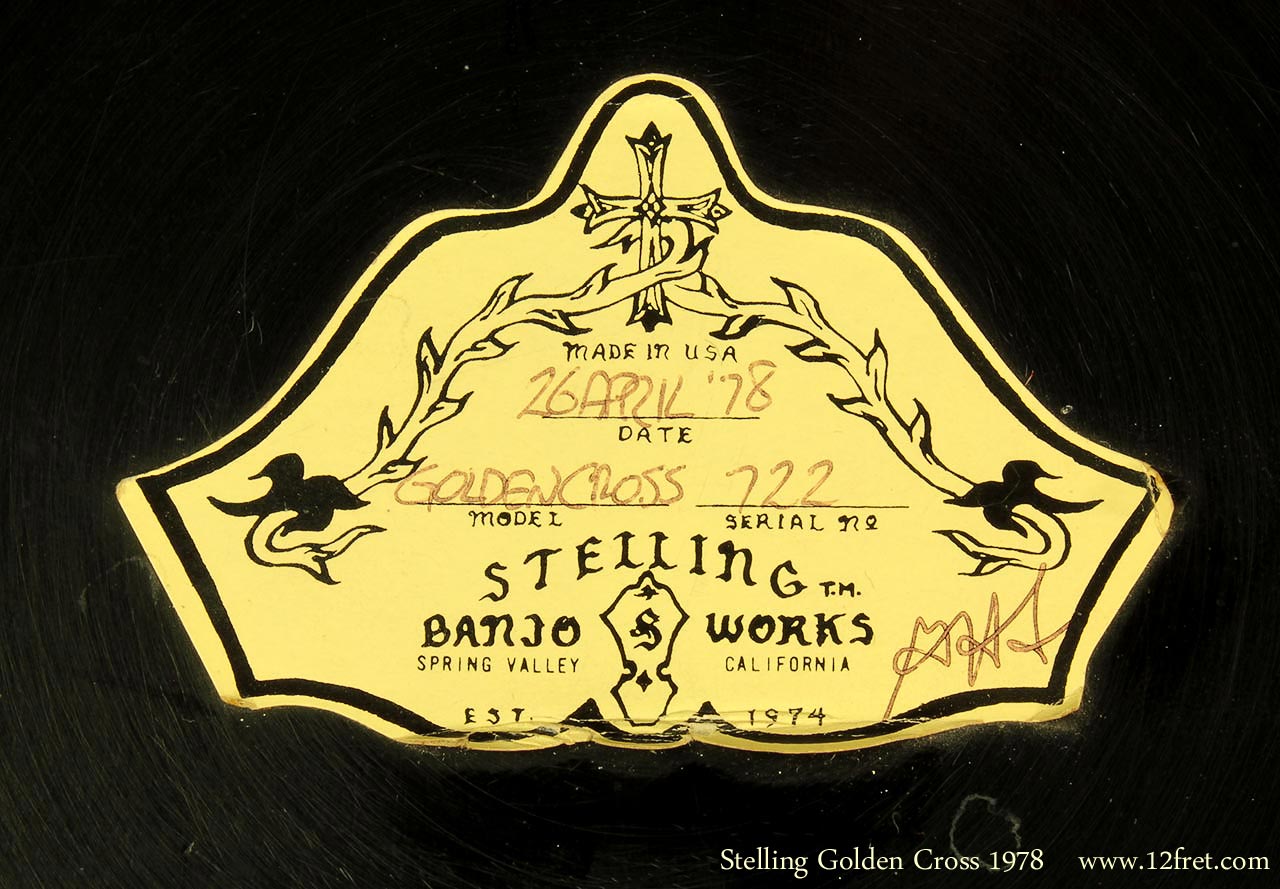 MADE IN USA
26 APRIL '78
DATE
GOLDEN CROSS 722
MODEL SERIAL Nº
STELLING T.M.
BANJO S WORKS
SPRING VALLEY CALIFORNIA
EST. 1974
Stelling Golden Cross 1978 www.12fret.com